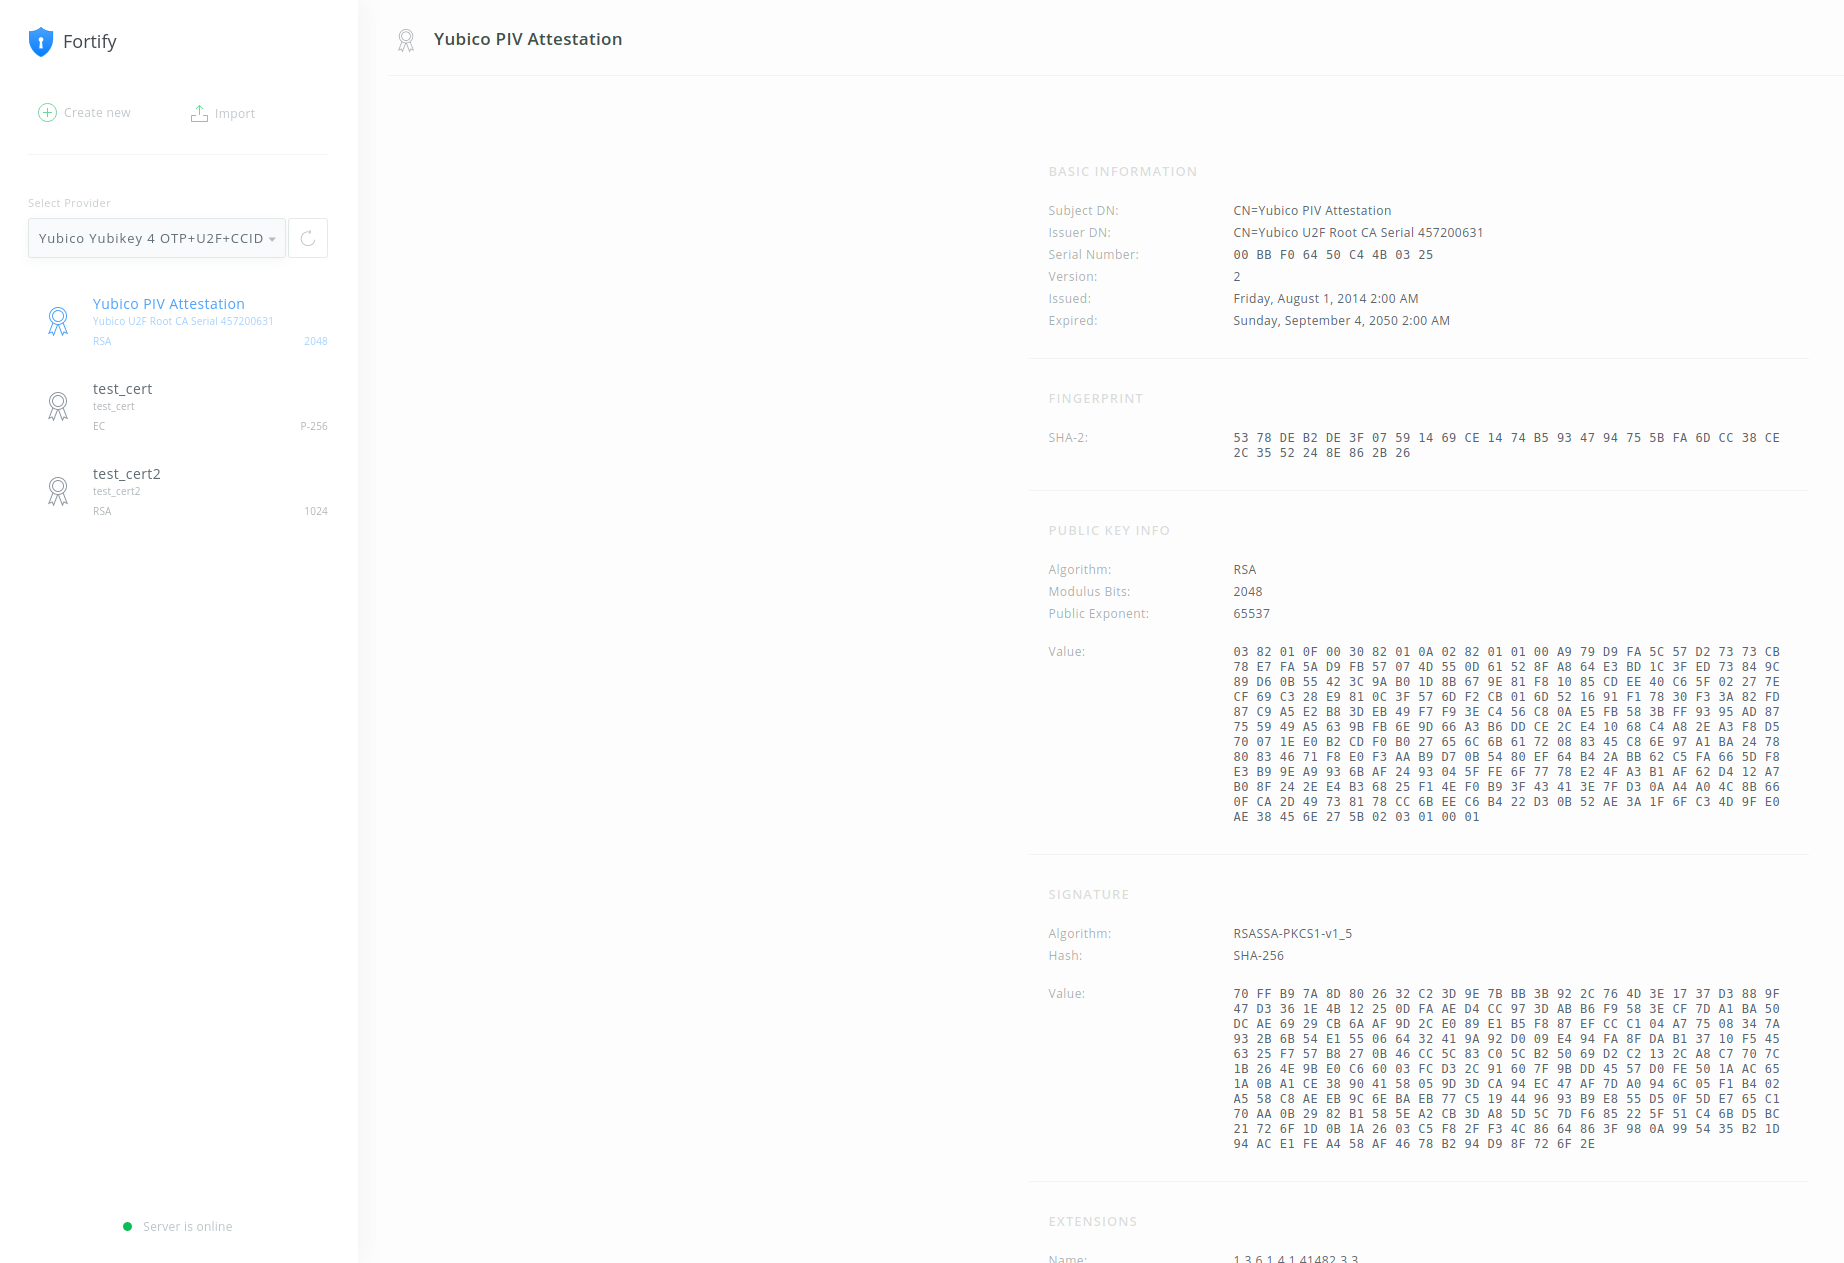 Fortify
Create new
Import
Select Provider
Yubico Yubikey 4 OTP+U2F+CCID
Yubico PIV Attestation
Yubico U2F Root CA Serial 457200631
RSA 2048
test_cert
test_cert
EC P-256
test_cert2
test_cert2
RSA 1024
Server is online
Yubico PIV Attestation
BASIC INFORMATION
Subject DN: CN=Yubico PIV Attestation
Issuer DN: CN=Yubico U2F Root CA Serial 457200631
Serial Number: 00 BB F0 64 50 C4 4B 03 25
Version: 2
Issued: Friday, August 1, 2014 2:00 AM
Expired: Sunday, September 4, 2050 2:00 AM
FINGERPRINT
SHA-2: 53 78 DE B2 DE 3F 07 59 14 69 CE 14 74 B5 93 47 94 75 5B FA 6D CC 38 CE
2C 35 52 24 8E 86 2B 26
PUBLIC KEY INFO
Algorithm: RSA
Modulus Bits: 2048
Public Exponent: 65537
Value: 03 82 01 0F 00 30 82 01 0A 02 82 01 01 00 A9 79 D9 FA 5C 57 D2 73 73 CB
78 E7 FA 5A D9 FB 57 07 4D 55 0D 61 52 8F A8 64 E3 BD 1C 3F ED 73 84 9C
89 D6 0B 55 42 3C 9A B0 1D 8B 67 9E 81 F8 10 85 CD EE 40 C6 5F 02 27 7E
CF 69 C3 28 E9 81 0C 3F 57 6D F2 CB 01 6D 52 16 91 F1 78 30 F3 3A 82 FD
87 C9 A5 E2 B8 3D EB 49 F7 F9 3E C4 56 C8 0A E5 FB 58 3B FF 93 95 AD 87
75 59 49 A5 63 9B FB 6E 9D 66 A3 B6 DD CE 2C E4 10 68 C4 A8 2E A3 F8 D5
70 07 1E E0 B2 CD F0 B0 27 65 6C 6B 61 72 08 83 45 C8 6E 97 A1 BA 24 78
80 83 46 71 F8 E0 F3 AA B9 D7 0B 54 80 EF 64 B4 2A BB 62 C5 FA 66 5D F8
E3 B9 9E A9 93 6B AF 24 93 04 5F FE 6F 77 78 E2 4F A3 B1 AF 62 D4 12 A7
B0 8F 24 2E E4 B3 68 25 F1 4E F0 B9 3F 43 41 3E 7F D3 0A A4 A0 4C 8B 66
0F CA 2D 49 73 81 78 CC 6B EE C6 B4 22 D3 0B 52 AE 3A 1F 6F C3 4D 9F E0
AE 38 45 6E 27 5B 02 03 01 00 01
SIGNATURE
Algorithm: RSASSA-PKCS1-v1_5
Hash: SHA-256
Value: 70 FF B9 7A 8D 80 26 32 C2 3D 9E 7B BB 3B 92 2C 76 4D 3E 17 37 D3 88 9F
47 D3 36 1E 4B 12 25 0D FA AE D4 CC 97 3D AB B6 F9 58 3E CF 7D A1 BA 50
DC AE 69 29 CB 6A AF 9D 2C E0 89 E1 B5 F8 87 EF CC C1 04 A7 75 08 34 7A
93 2B 6B 54 E1 55 06 64 32 41 9A 92 D0 09 E4 94 FA 8F DA B1 37 10 F5 45
63 25 F7 57 B8 27 0B 46 CC 5C 83 C0 5C B2 50 69 D2 C2 13 2C A8 C7 70 7C
1B 26 4E 9B E0 C6 60 03 FC D3 2C 91 60 7F 9B DD 45 57 D0 FE 50 1A AC 65
1A 0B A1 CE 38 90 41 58 05 9D 3D CA 94 EC 47 AF 7D A0 94 6C 05 F1 B4 02
A5 58 C8 AE EB 9C 6E BA EB 77 C5 19 44 96 93 B9 E8 55 D5 0F 5D E7 65 C1
70 AA 0B 29 82 B1 58 5E A2 CB 3D A8 5D 5C 7D F6 85 22 5F 51 C4 6B D5 BC
21 72 6F 1D 0B 1A 26 03 C5 F8 2F F3 4C 86 64 86 3F 98 0A 99 54 35 B2 1D
94 AC E1 FE A4 58 AF 46 78 B2 94 D9 8F 72 6F 2E
EXTENSIONS
Name: 1.3.6.1.4.1.41482.3.3